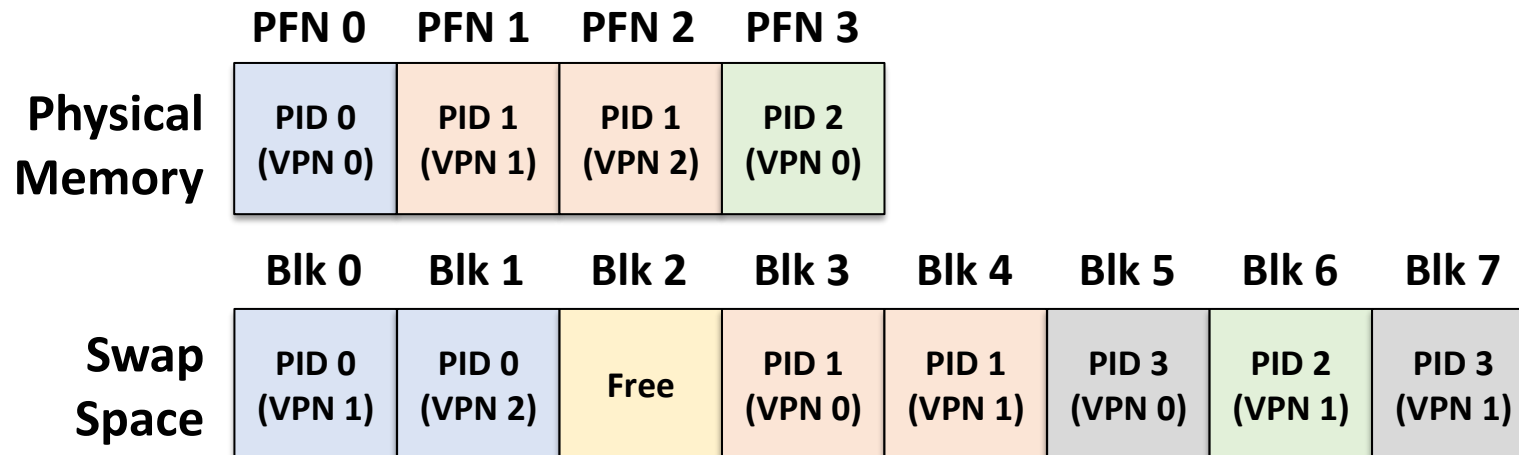 PFN 0 PFN 1 PFN 2 PFN 3
Physical Memory
PID 0 (VPN 0)
PID 1 (VPN 1)
PID 1 (VPN 2)
PID 2 (VPN 0)
Blk 0 Blk 1 Blk 2 Blk 3 Blk 4 Blk 5 Blk 6 Blk 7
Swap Space
PID 0 (VPN 1)
PID 0 (VPN 2)
Free
PID 1 (VPN 0)
PID 1 (VPN 1)
PID 3 (VPN 0)
PID 2 (VPN 1)
PID 3 (VPN 1)